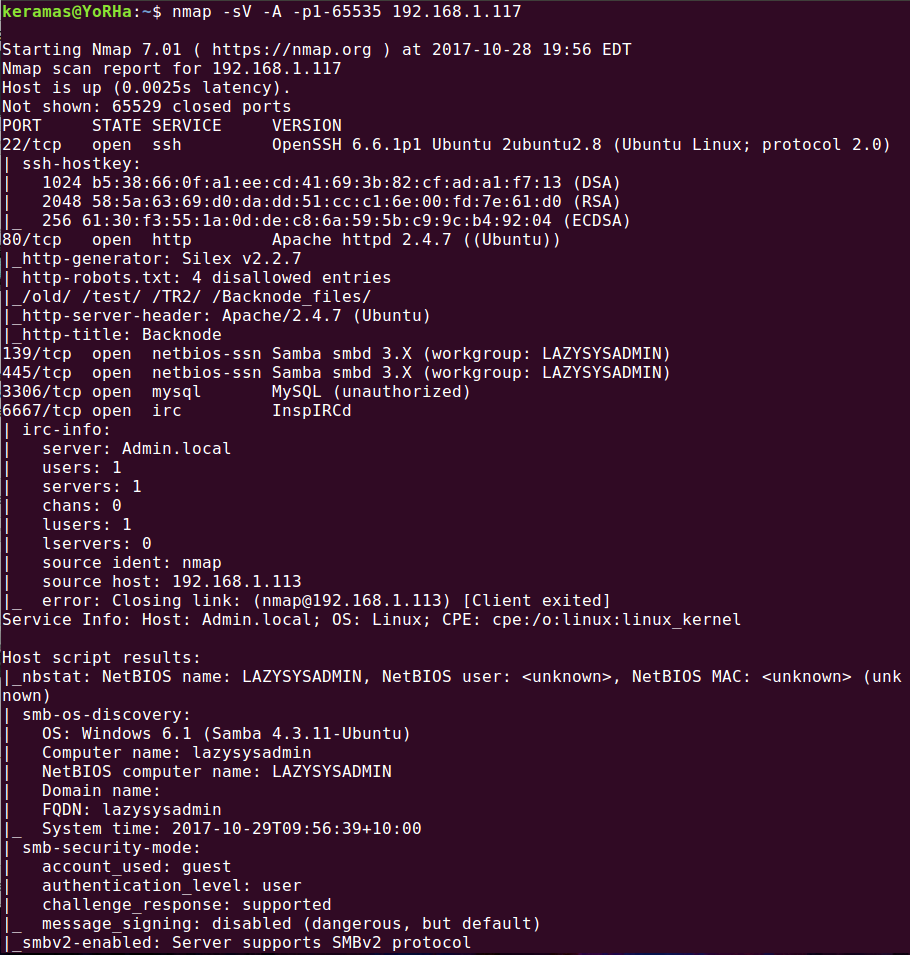 keramas@YoRHa:~$ nmap -sV -A -p1-65535 192.168.1.117

Starting Nmap 7.01 ( https://nmap.org ) at 2017-10-28 19:56 EDT
Nmap scan report for 192.168.1.117
Host is up (0.0025s latency).
Not shown: 65529 closed ports
PORT     STATE SERVICE     VERSION
22/tcp   open  ssh         OpenSSH 6.6.1p1 Ubuntu 2ubuntu2.8 (Ubuntu Linux; protocol 2.0)
| ssh-hostkey:
|   1024 b5:38:66:0f:a1:ee:cd:41:69:3b:82:cf:ad:a1:f7:13 (DSA)
|   2048 58:5a:63:69:d0:da:dd:51:cc:c1:6e:00:fd:7e:61:d0 (RSA)
|_  256 61:30:f3:55:1a:0d:de:c8:6a:59:5b:c9:9c:b4:92:04 (ECDSA)
80/tcp   open  http        Apache httpd 2.4.7 ((Ubuntu))
|_http-generator: Silex v2.2.7
| http-robots.txt: 4 disallowed entries
|_/old/ /test/ /TR2/ /Backnode_files/
|_http-server-header: Apache/2.4.7 (Ubuntu)
|_http-title: Backnode
139/tcp  open  netbios-ssn Samba smbd 3.X (workgroup: LAZYSYSADMIN)
445/tcp  open  netbios-ssn Samba smbd 3.X (workgroup: LAZYSYSADMIN)
3306/tcp open  mysql       MySQL (unauthorized)
6667/tcp open  irc         InspIRCd
| irc-info:
|   server: Admin.local
|   users: 1
|   servers: 1
|   chans: 0
|   lusers: 1
|   lservers: 0
|   source ident: nmap
|   source host: 192.168.1.113
|_  error: Closing link: (nmap@192.168.1.113) [Client exited]
Service Info: Host: Admin.local; OS: Linux; CPE: cpe:/o:linux:linux_kernel

Host script results:
|_nbstat: NetBIOS name: LAZYSYSADMIN, NetBIOS user: <unknown>, NetBIOS MAC: <unknown> (unk
nown)
| smb-os-discovery:
|   OS: Windows 6.1 (Samba 4.3.11-Ubuntu)
|   Computer name: lazysysadmin
|   NetBIOS computer name: LAZYSYSADMIN
|   Domain name:
|   FQDN: lazysysadmin
|_  System time: 2017-10-29T09:56:39+10:00
| smb-security-mode:
|   account_used: guest
|   authentication_level: user
|   challenge_response: supported
|_  message_signing: disabled (dangerous, but default)
|_smbv2-enabled: Server supports SMBv2 protocol